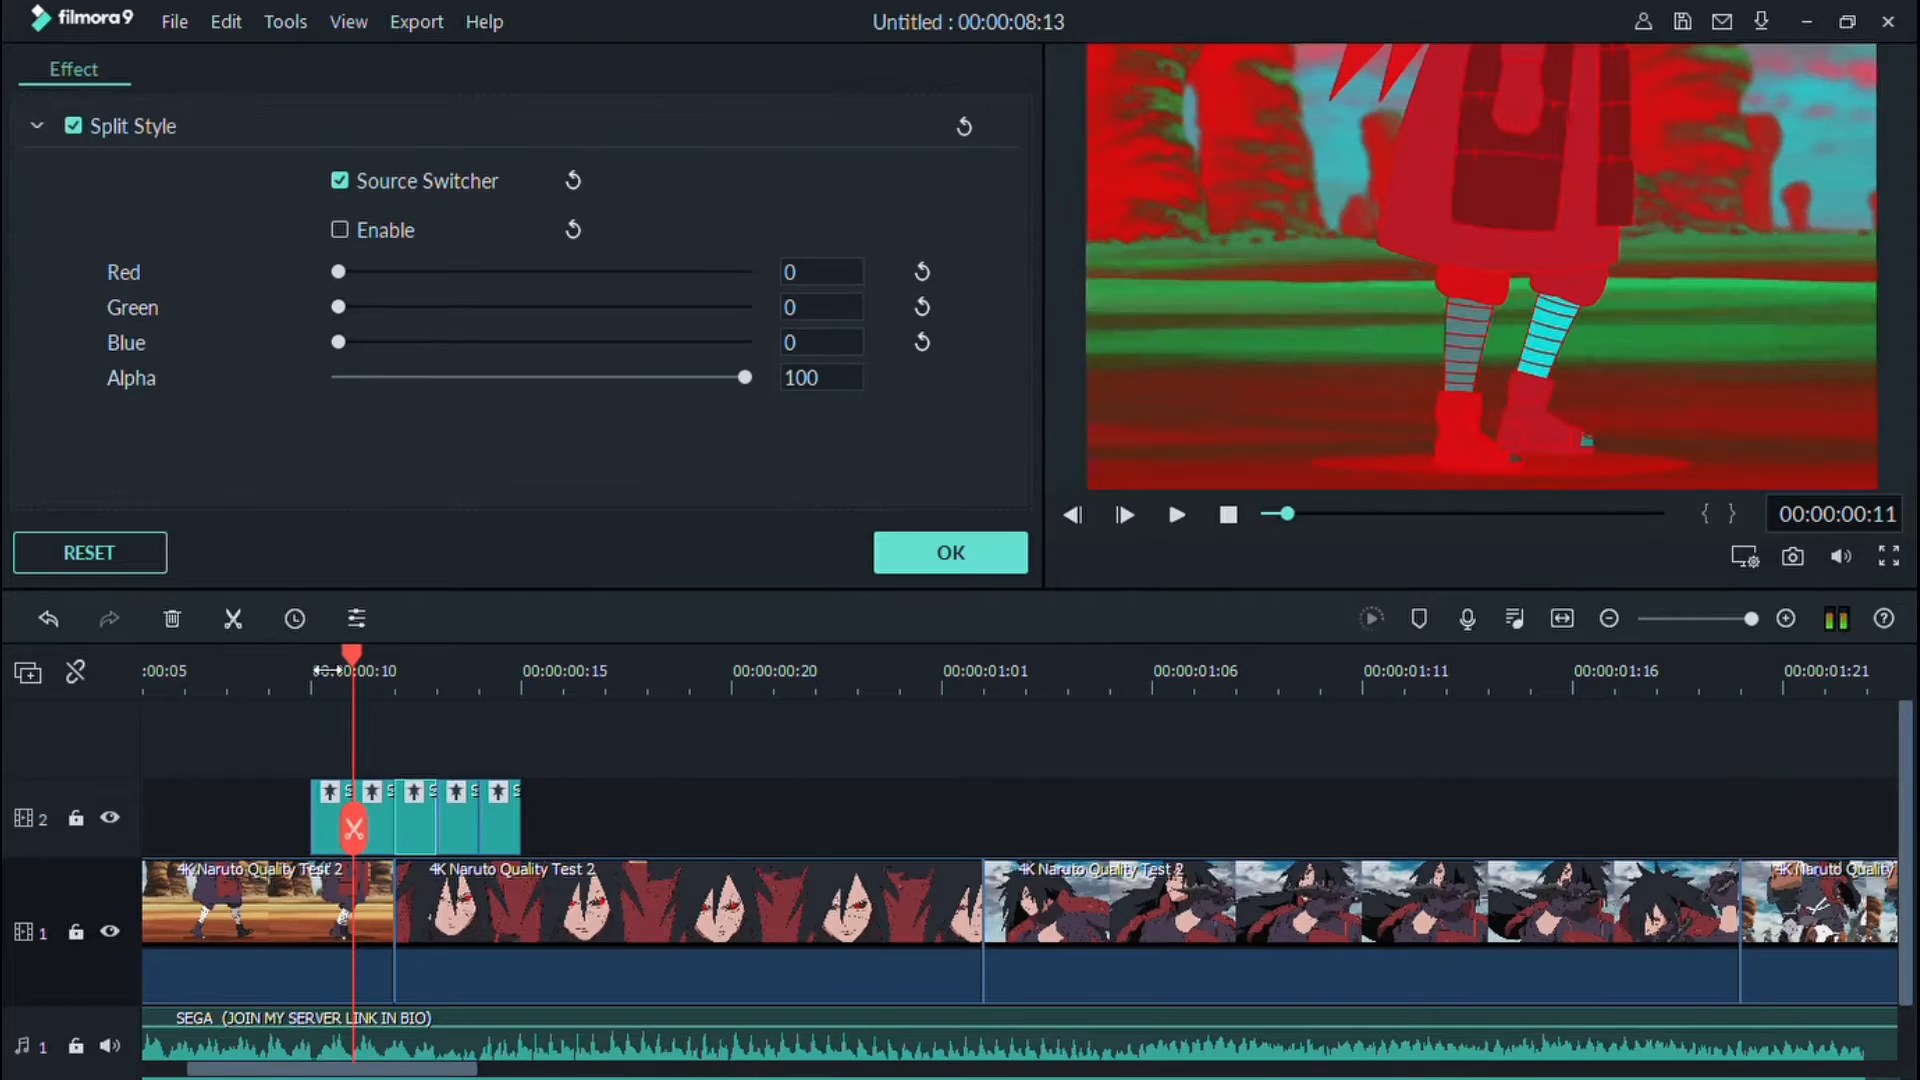 filmora9 File Edit Tools View Export Help Untitled : 00:00:08:13
Effect
Split Style
Source Switcher
Enable
Red 0
Green 0
Blue 0
Alpha 100
RESET OK
00:00:00:11
:00:05 00:00:00:10 00:00:00:15 00:00:00:20 00:00:01:01 00:00:01:06 00:00:01:11 00:00:01:16 00:00:01:21
S S S S S
2
4K Naruto Quality Test 2 4K Naruto Quality Test 2 4K Naruto Quality Test 2 4K Naruto Quality
1
SEGA (JOIN MY SERVER LINK IN BIO)
1